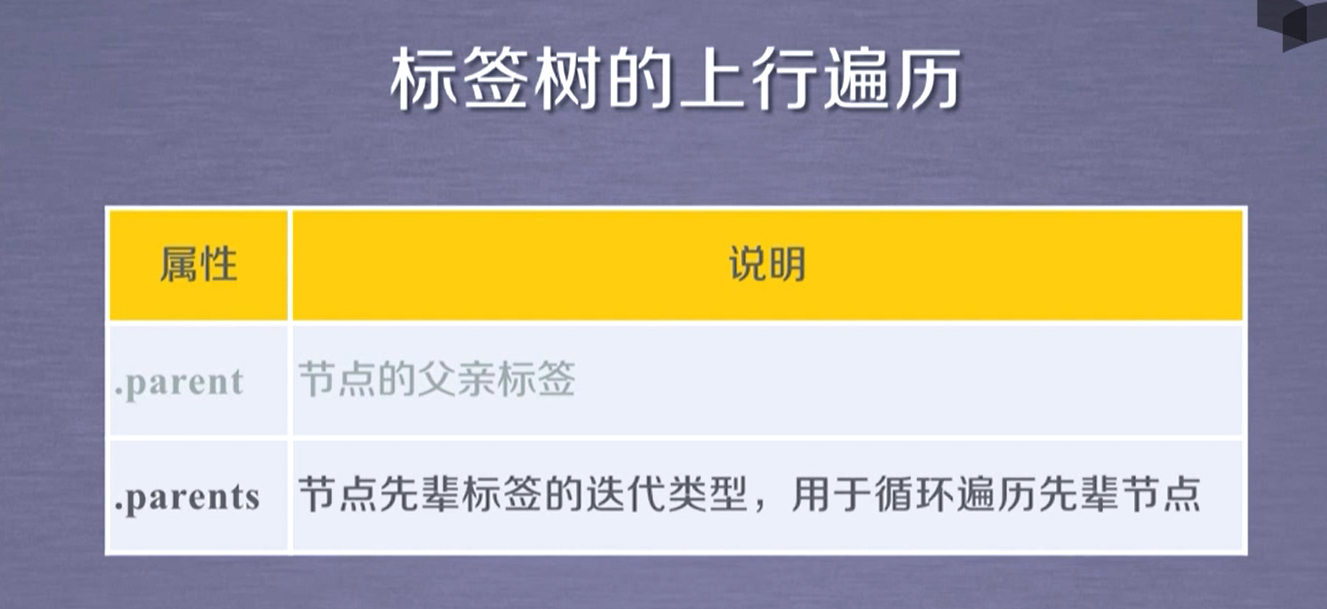 标签树的上行遍历
属性 说明
.parent 节点的父亲标签
.parents 节点先辈标签的迭代类型，用于循环遍历先辈节点